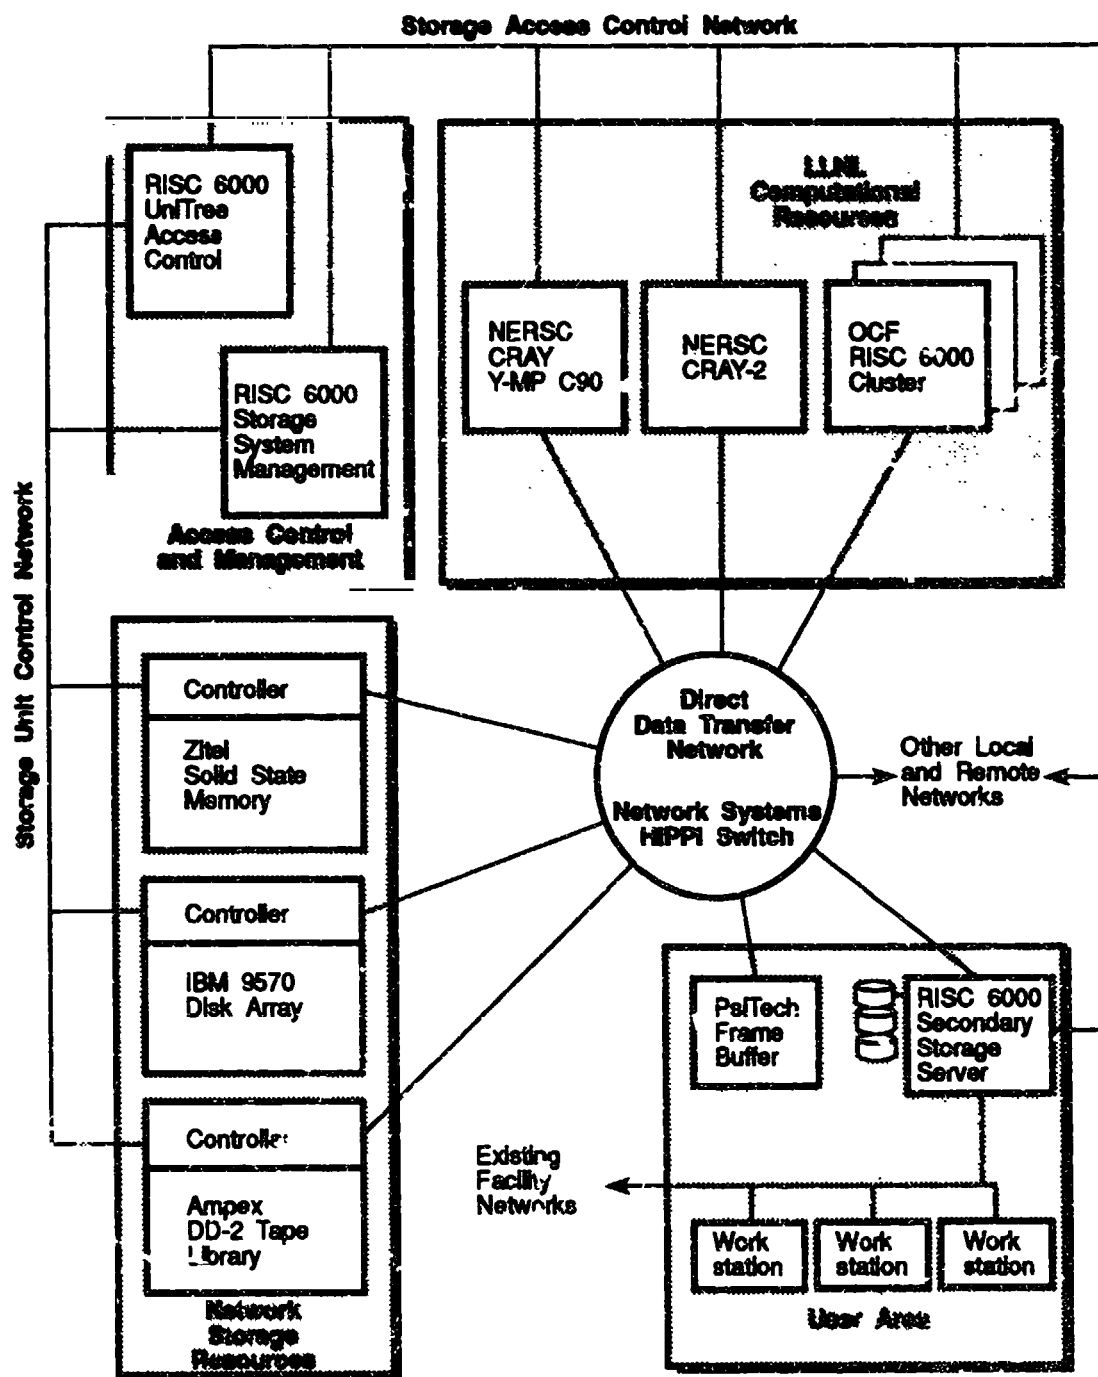 Storage Access Control Network
RISC 6000
UniTree
Access
Control
RISC 6000
Storage
System
Management
Access Control
and Management
LLNL
Computational
Resources
NERSC
CRAY
Y-MP C90
NERSC
CRAY-2
OCF
RISC 6000
Cluster
Storage Unit Control Network
Controller
Zitel
Solid State
Memory
Controller
IBM 9570
Disk Array
Controller
Ampex
DD-2 Tape
Library
Network
Storage
Resources
Direct
Data Transfer
Network
Network Systems
HIPPI Switch
Other Local
and Remote
Networks
PsiTech
Frame
Buffer
RISC 6000
Secondary
Storage
Server
Existing
Facility
Networks
Work
station
Work
station
Work
station
User Area